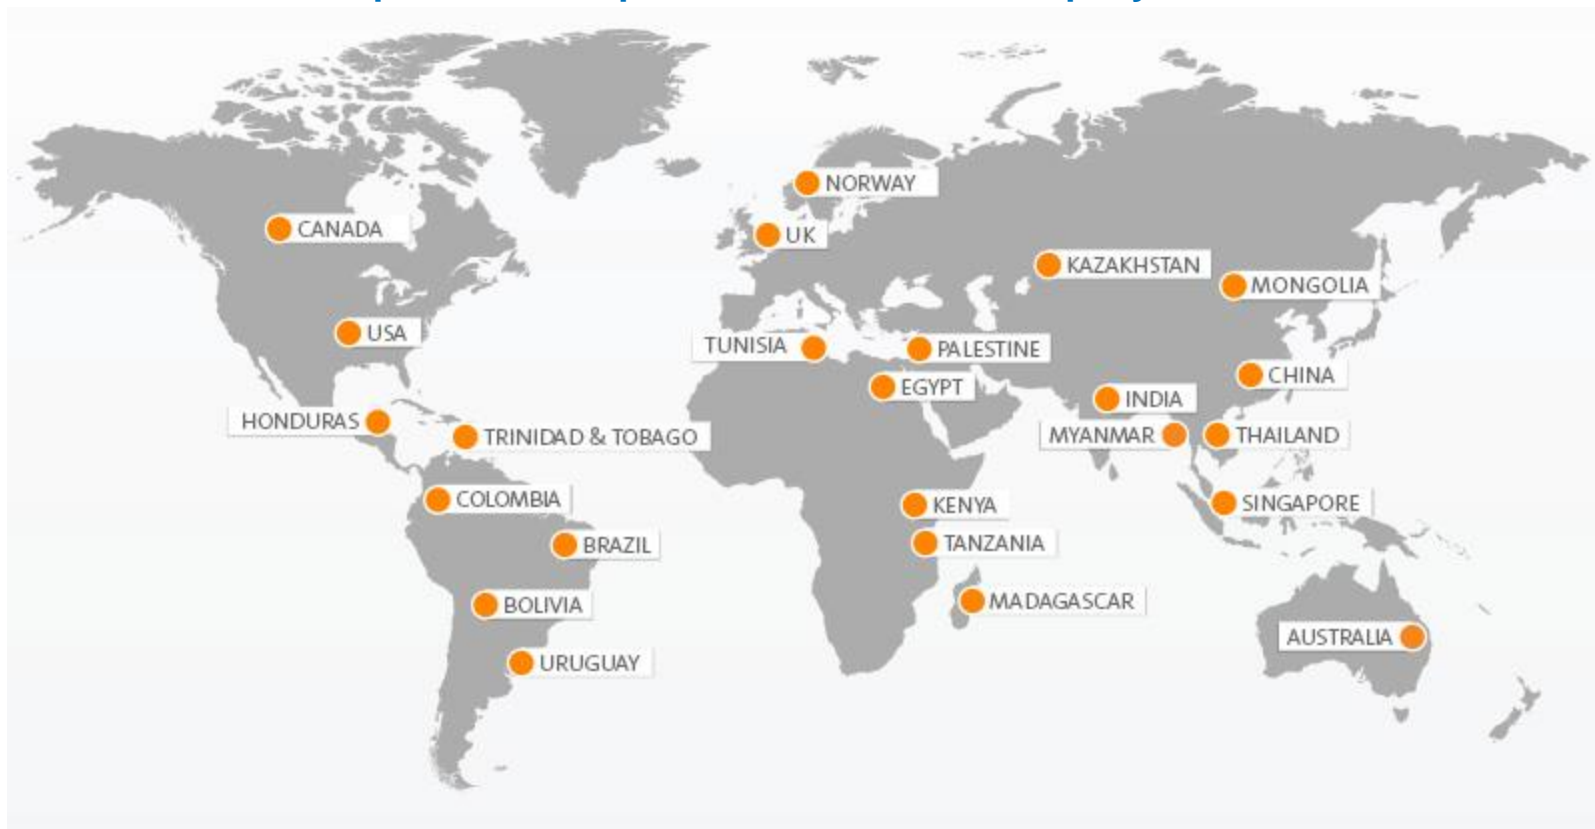 NORWAY
CANADA
UK
KAZAKHSTAN
MONGOLIA
USA
TUNISIA
PALESTINE
CHINA
EGYPT
INDIA
HONDURAS
TRINIDAD & TOBAGO
MYANMAR
THAILAND
COLOMBIA
KENYA
SINGAPORE
BRAZIL
TANZANIA
BOLIVIA
MADAGASCAR
AUSTRALIA
URUGUAY